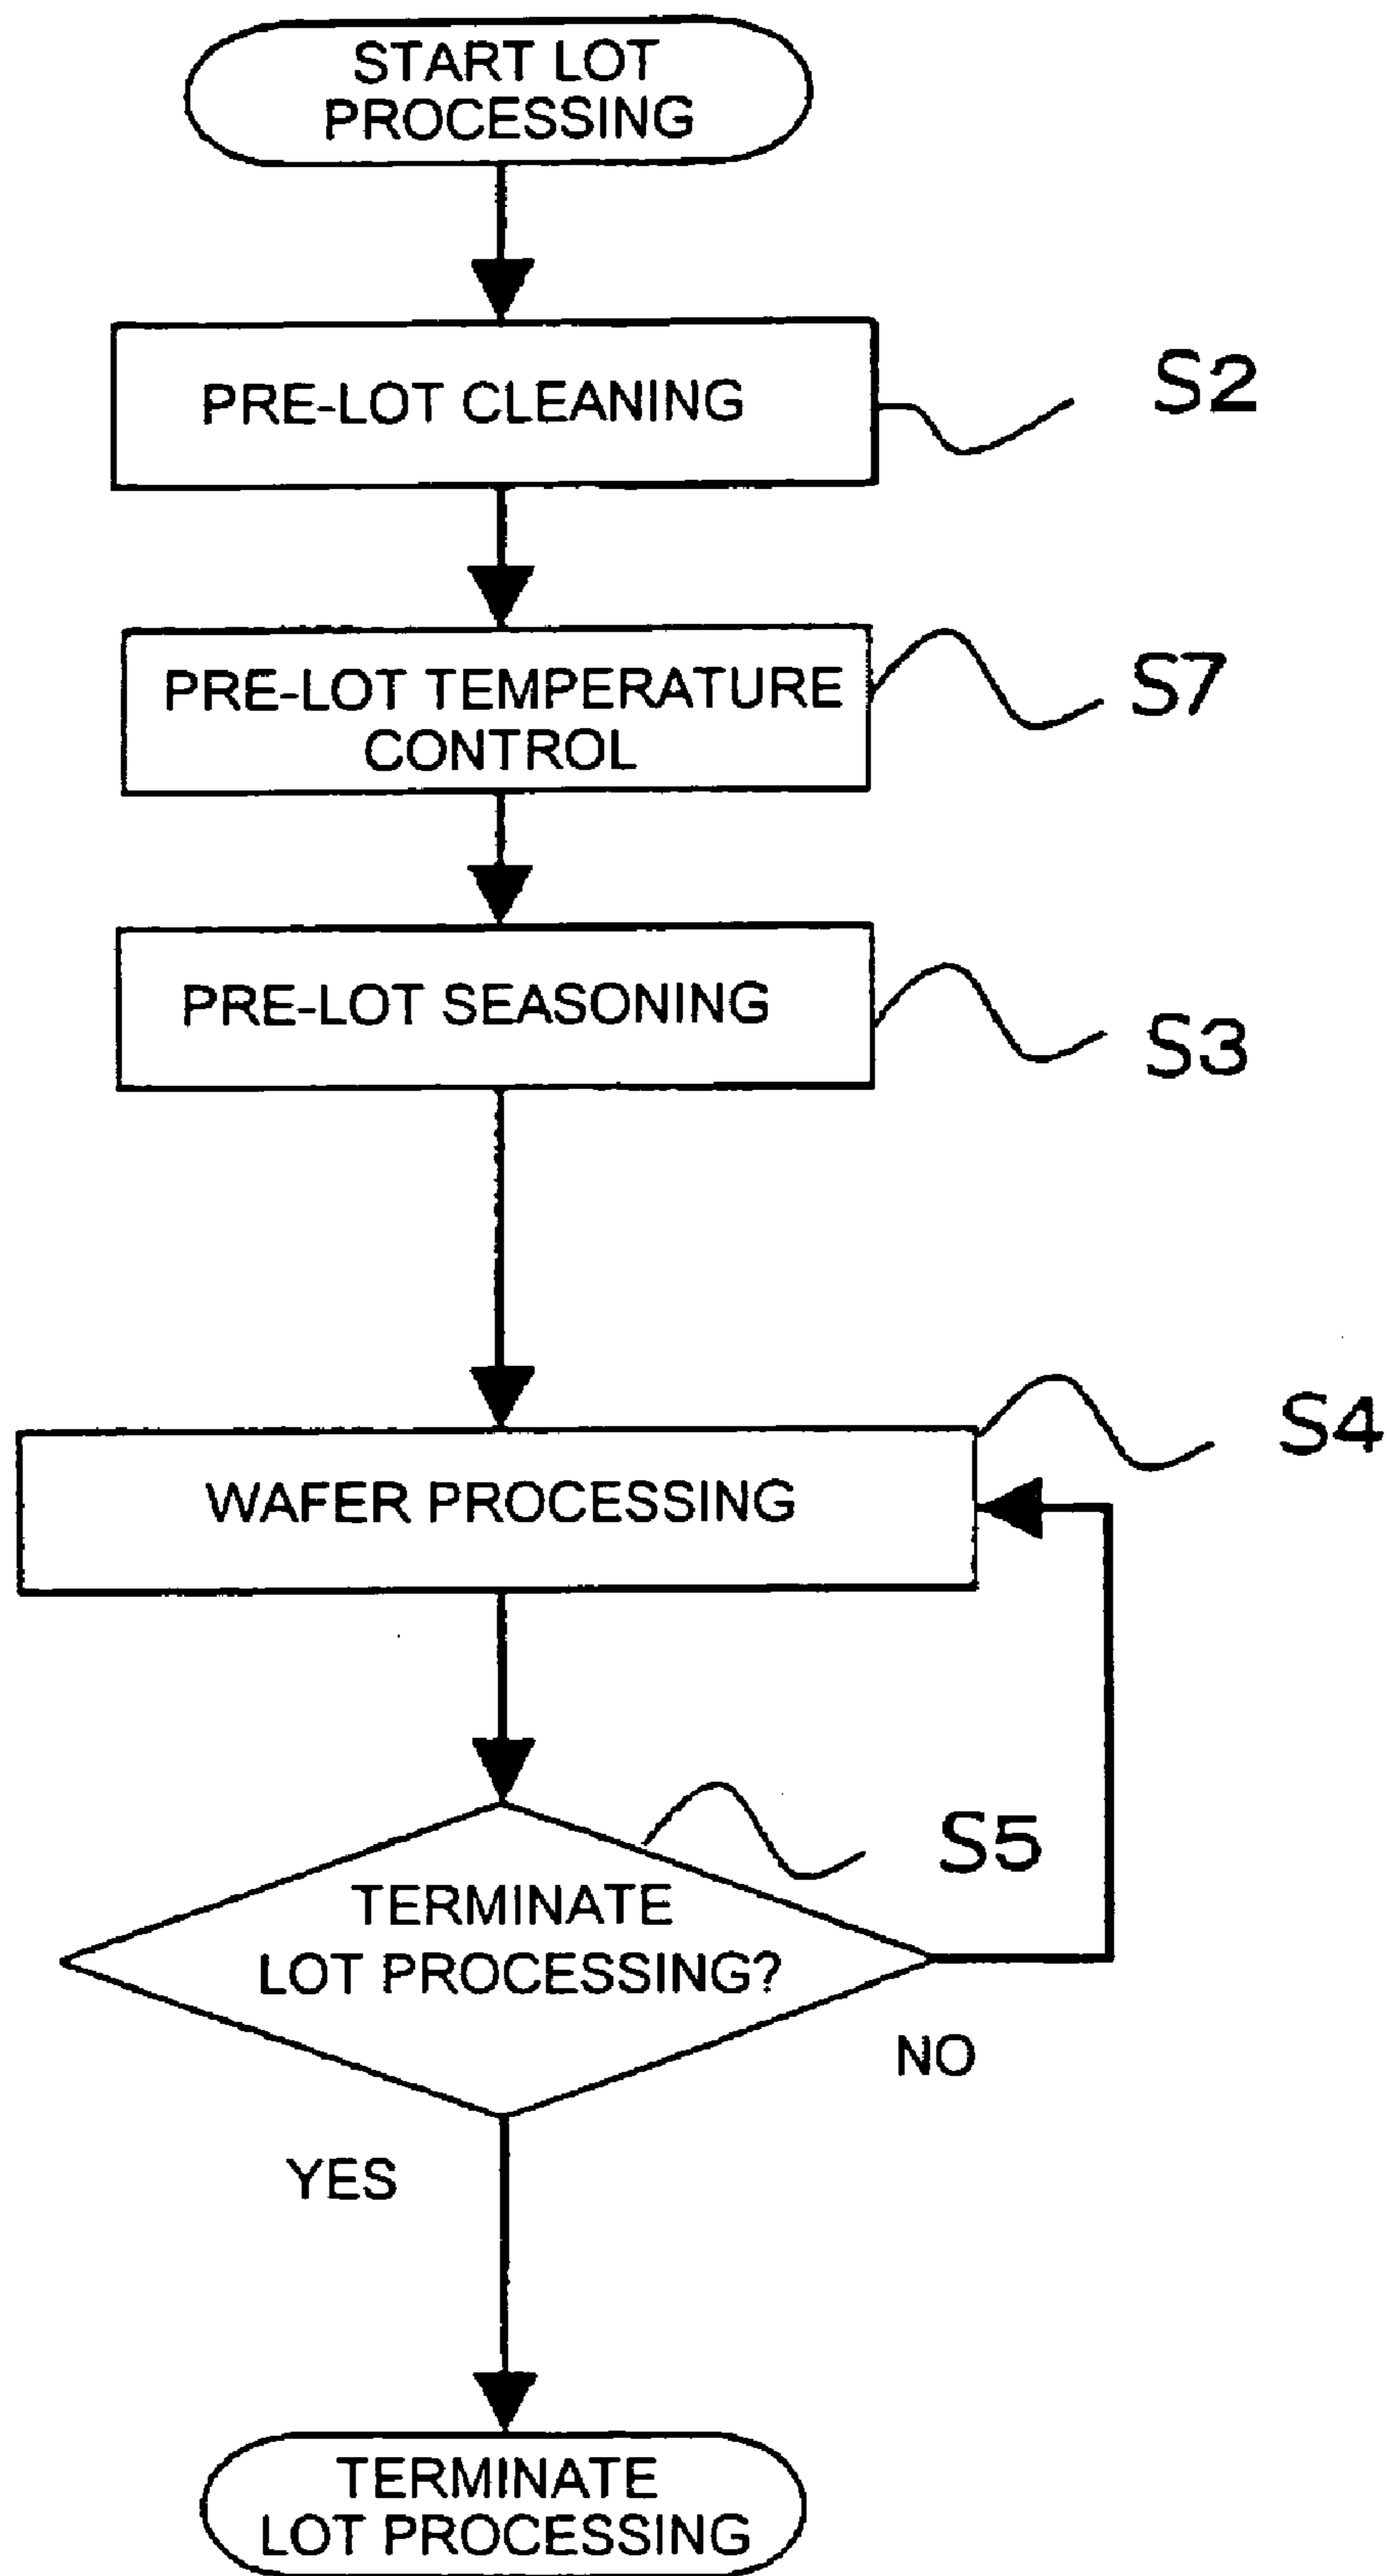 START LOT
PROCESSING
PRE-LOT CLEANING
S2
PRE-LOT TEMPERATURE
CONTROL
S7
PRE-LOT SEASONING
S3
S4
WAFER PROCESSING
S5
TERMINATE
LOT PROCESSING?
NO
YES
TERMINATE
LOT PROCESSING